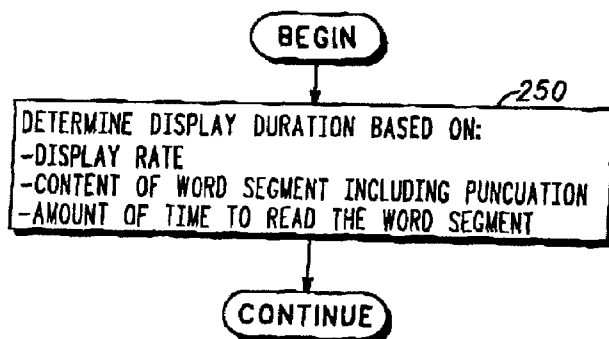 BEGIN
250
DETERMINE DISPLAY DURATION BASED ON:
-DISPLAY RATE
-CONTENT OF WORD SEGMENT INCLUDING PUNCUATION
-AMOUNT OF TIME TO READ THE WORD SEGMENT
CONTINUE